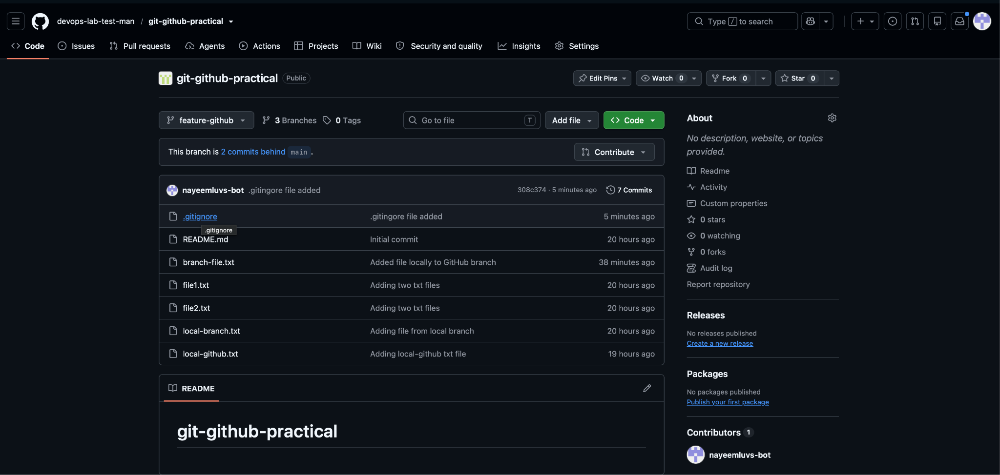 devops-lab-test-man / git-github-practical
Type / to search
Code Issues Pull requests Agents Actions Projects Wiki Security and quality Insights Settings
git-github-practical Public
Edit Pins Watch 0 Fork 0 Star 0
feature-github 3 Branches 0 Tags Go to file T Add file Code
This branch is 2 commits behind main .
Contribute
nayeemluvs-bot .gitingore file added 308c374 · 5 minutes ago 7 Commits
.gitignore .gitingore file added 5 minutes ago
.gitignore
README.md Initial commit 20 hours ago
branch-file.txt Added file locally to GitHub branch 38 minutes ago
file1.txt Adding two txt files 20 hours ago
file2.txt Adding two txt files 20 hours ago
local-branch.txt Adding file from local branch 20 hours ago
local-github.txt Adding local-github txt file 19 hours ago
README
git-github-practical
About
No description, website, or topics
provided.
Readme
Activity
Custom properties
0 stars
0 watching
0 forks
Audit log
Report repository
Releases
No releases published
Create a new release
Packages
No packages published
Publish your first package
Contributors 1
nayeemluvs-bot